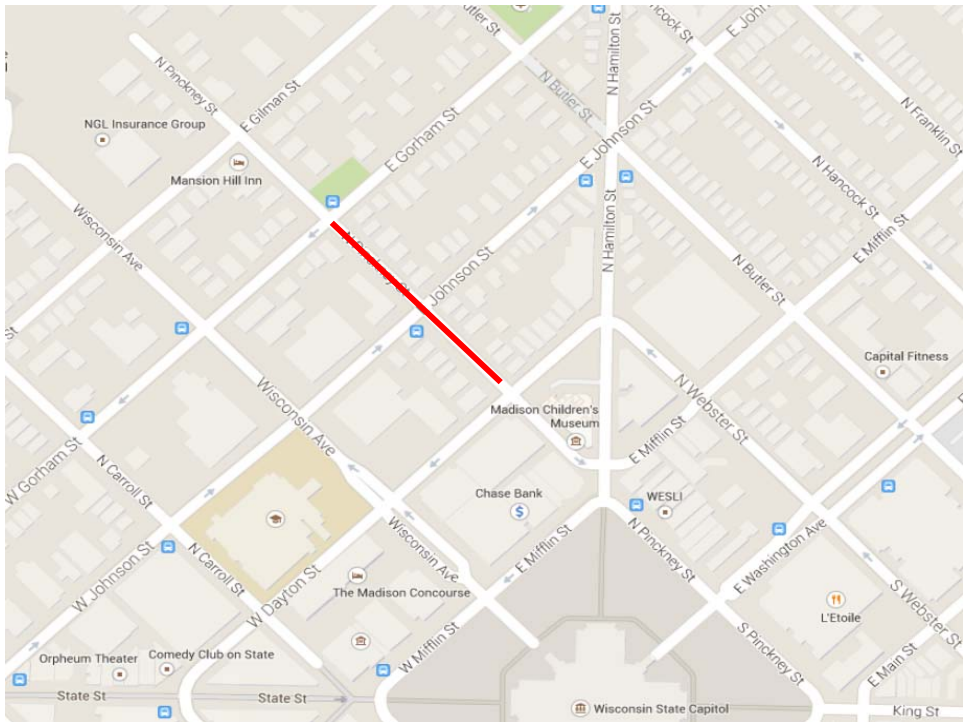 N Butler St
E Johnson St
N Hancock St
N Pinckney St
E Gilman St
N Hamilton St
N Butler St
N Franklin St
NGL Insurance Group
E Gorham St
E Johnson St
Mansion Hill Inn
N Hancock St
Wisconsin Ave
N Hamilton St
E Mifflin St
Johnson St
N Butler St
Capital Fitness
Wisconsin Ave
N Webster St
Madison Children's
Museum
W Gorham St
N Carroll St
E Mifflin St
Chase Bank
WESLI
Wisconsin Ave
E Mifflin St
N Pinckney St
E Washington Ave
W Johnson St
N Carroll St
W Dayton St
The Madison Concourse
L'Etoile
S Webster St
W Mifflin St
S Pinckney St
Orpheum Theater
Comedy Club on State
E Main St
State St
State St
Wisconsin State Capitol
King St